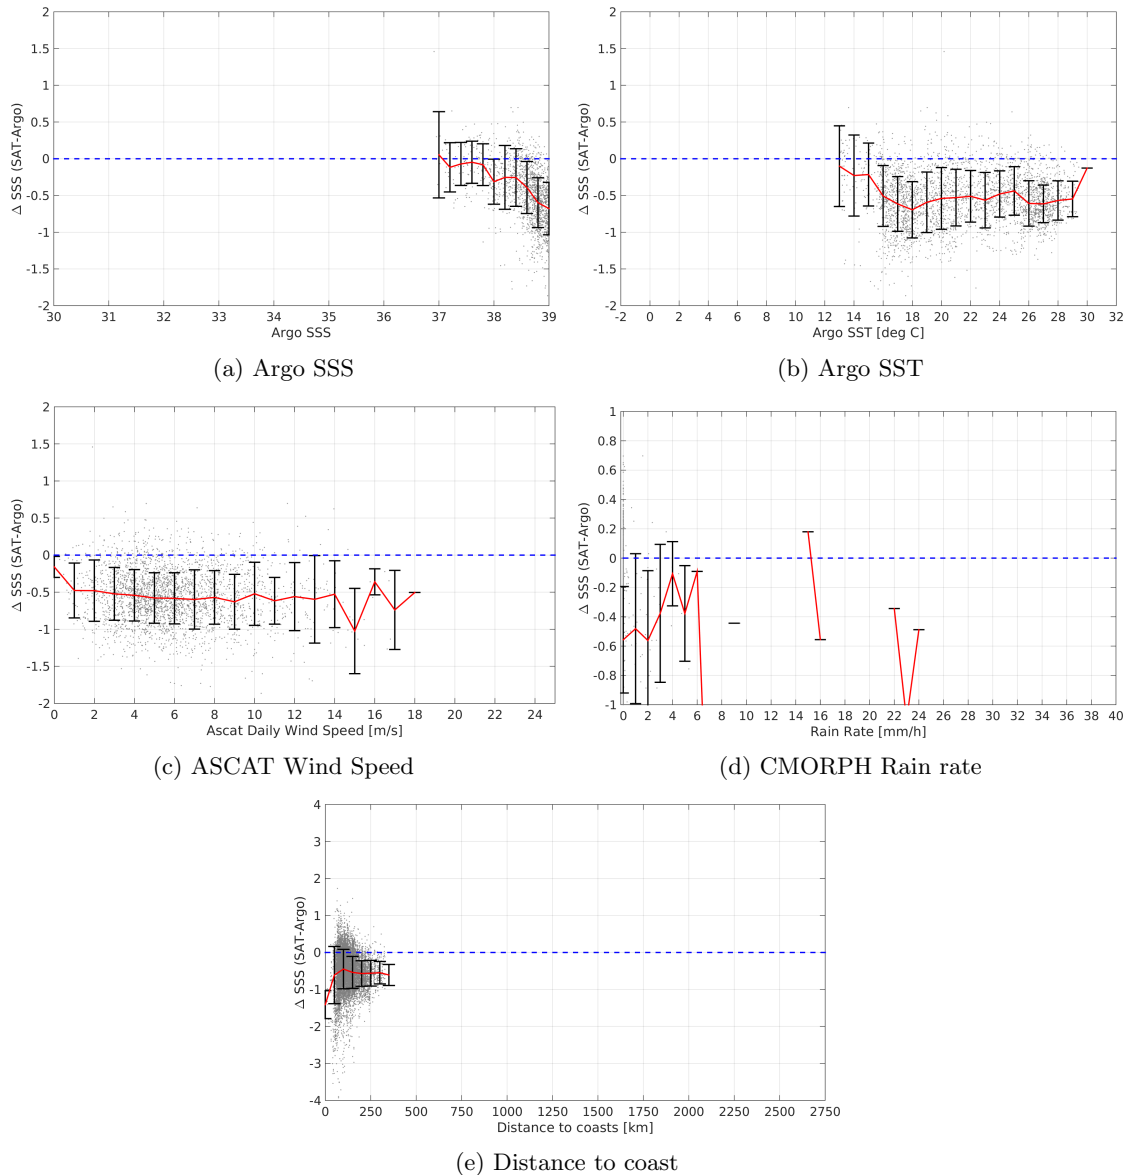 2
1.5
1
0.5
0
-0.5
-1
-1.5
-2
Δ SSS (SAT-Argo)
30 31 32 33 34 35 36 37 38 39
Argo SSS
(a) Argo SSS
2
1.5
1
0.5
0
-0.5
-1
-1.5
-2
Δ SSS (SAT-Argo)
-2 0 2 4 6 8 10 12 14 16 18 20 22 24 26 28 30 32
Argo SST [deg C]
(b) Argo SST
2
1.5
1
0.5
0
-0.5
-1
-1.5
-2
Δ SSS (SAT-Argo)
0 2 4 6 8 10 12 14 16 18 20 22 24
Ascat Daily Wind Speed [m/s]
(c) ASCAT Wind Speed
1
0.8
0.6
0.4
0.2
0
-0.2
-0.4
-0.6
-0.8
-1
Δ SSS (SAT-Argo)
0 2 4 6 8 10 12 14 16 18 20 22 24 26 28 30 32 34 36 38 40
Rain Rate [mm/h]
(d) CMORPH Rain rate
4
3
2
1
0
-1
-2
-3
-4
Δ SSS (SAT-Argo)
0 250 500 750 1000 1250 1500 1750 2000 2250 2500 2750
Distance to coasts [km]
(e) Distance to coast